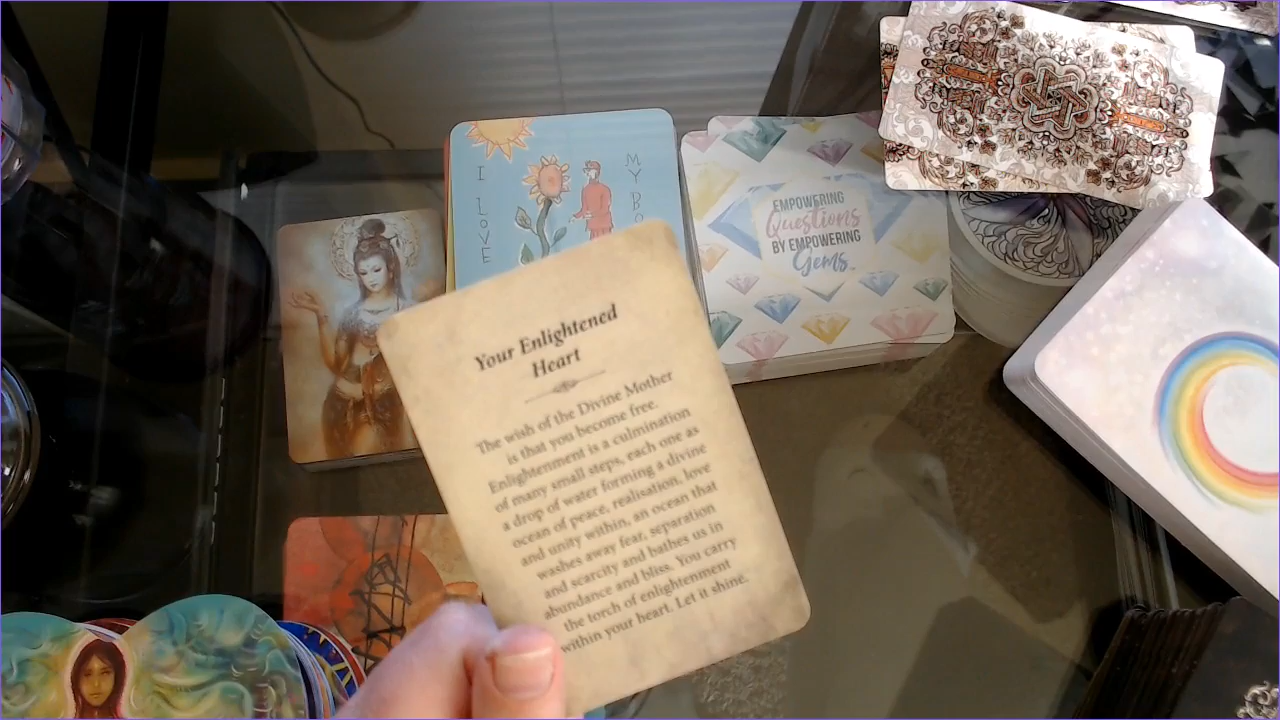 I LOVE
MY BO
EMPOWERING
Questions
BY EMPOWERING
Gems
Your Enlightened
Heart
The wish of the Divine Mother
is that you become free.
Enlightenment is a culmination
of many small steps, each one as
a drop of water forming a divine
ocean of peace, realisation, love
and unity within, an ocean that
washes away fear, separation
and scarcity and bathes us in
abundance and bliss. You carry
the torch of enlightenment
within your heart. Let it shine.